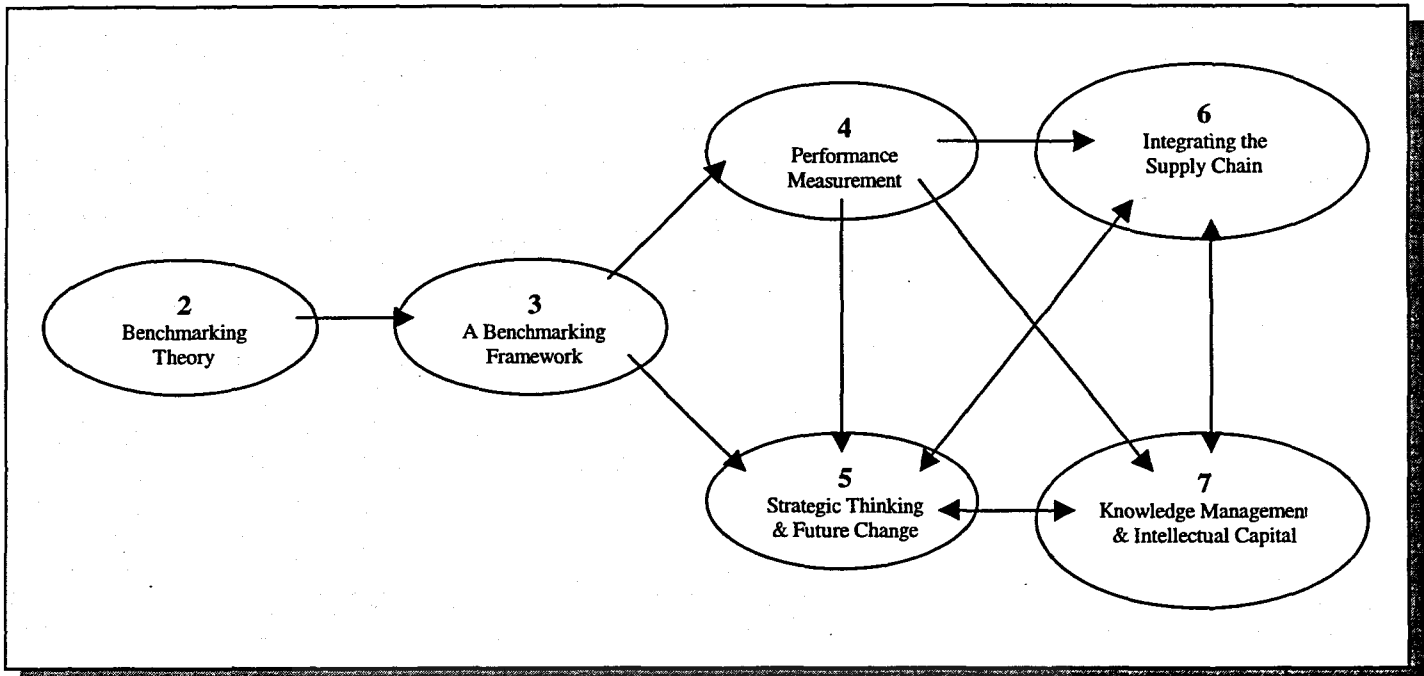 2
Benchmarking
Theory
3
A Benchmarking
Framework
4
Performance
Measurement
5
Strategic Thinking
& Future Change
6
Integrating the
Supply Chain
7
Knowledge Management
& Intellectual Capital